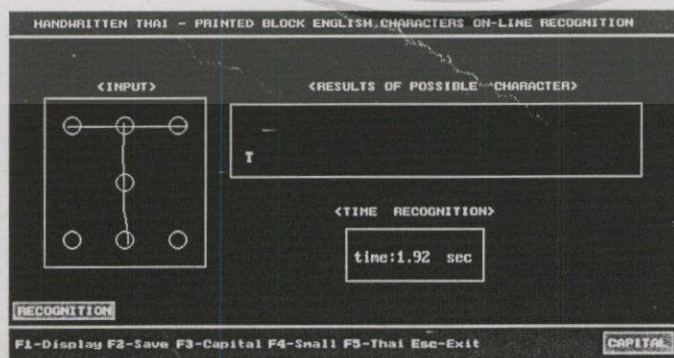 HANDWRITTEN THAI - PRINTED BLOCK ENGLISH CHARACTERS ON-LINE RECOGNITION
<INPUT>
<RESULTS OF POSSIBLE CHARACTER>
T
<TIME RECOGNITION>
time:1.92 sec
RECOGNITION
F1-Display F2-Save F3-Capital F4-Small F5-Thai Esc-Exit
CAPITAL